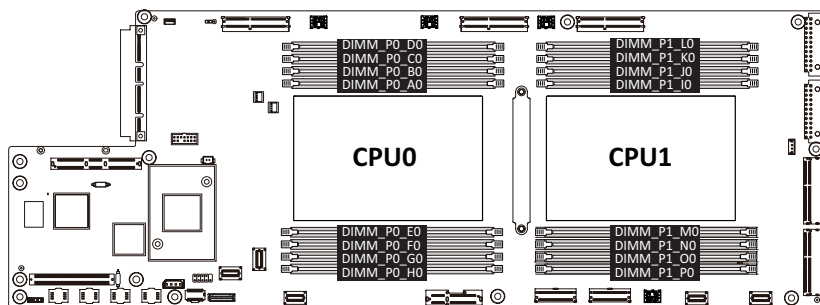 DIMM_P0_D0
DIMM_P0_C0
DIMM_P0_B0
DIMM_P0_A0
DIMM_P1_L0
DIMM_P1_K0
DIMM_P1_J0
DIMM_P1_I0
CPU0
CPU1
DIMM_P0_E0
DIMM_P0_F0
DIMM_P0_G0
DIMM_P0_H0
DIMM_P1_M0
DIMM_P1_N0
DIMM_P1_O0
DIMM_P1_P0